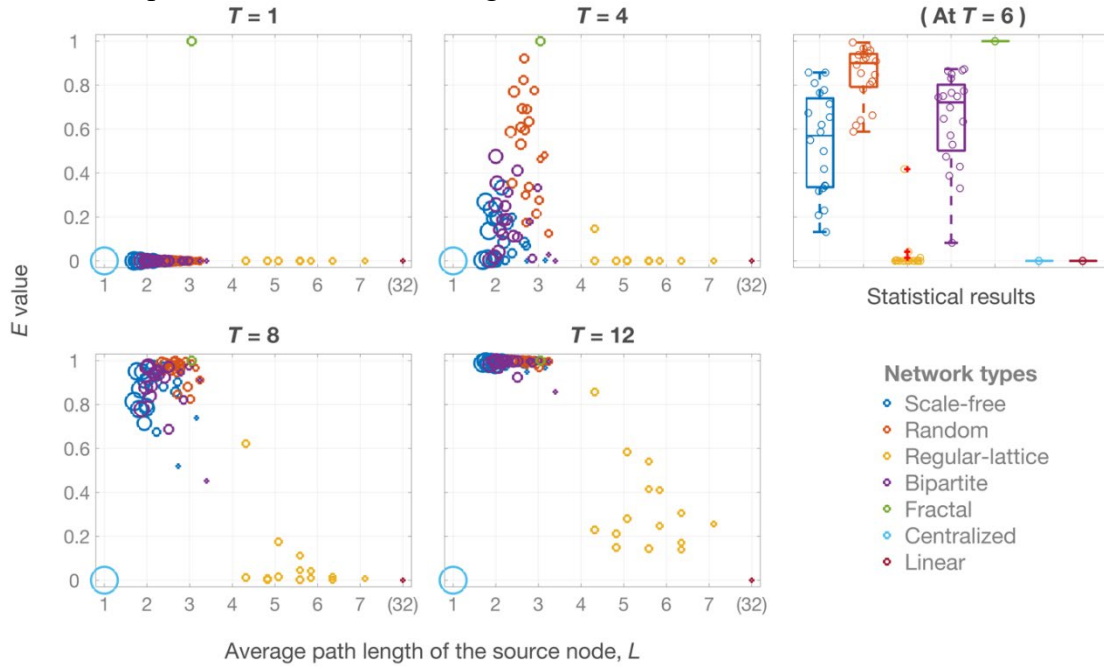 T = 1
T = 4
( At T = 6 )
1
0.8
0.6
0.4
0.2
0
1 2 3 4 5 6 7 (32)
1 2 3 4 5 6 7 (32)
Statistical results
E value
T = 8
T = 12
1
0.8
0.6
0.4
0.2
0
1 2 3 4 5 6 7 (32)
1 2 3 4 5 6 7 (32)
Network types
Scale-free
Random
Regular-lattice
Bipartite
Fractal
Centralized
Linear
Average path length of the source node, L